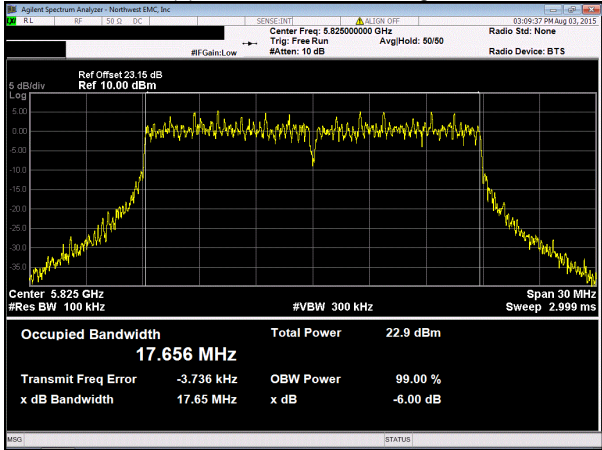 Agilent Spectrum Analyzer - Northwest EMC, Inc
RL RF 50 Ω DC SENSE:INT ALIGN OFF 03:09:37 PM Aug 03, 2015
Center Freq: 5.825000000 GHz Radio Std: None
Trig: Free Run Avg|Hold: 50/50
#IFGain:Low #Atten: 10 dB Radio Device: BTS
Ref Offset 23.15 dB
5 dB/div Ref 10.00 dBm
Log
5.00
0.00
-5.00
-10.0
-15.0
-20.0
-25.0
-30.0
-35.0
Center 5.825 GHz Span 30 MHz
#Res BW 100 kHz #VBW 300 kHz Sweep 2.999 ms
Occupied Bandwidth Total Power 22.9 dBm
17.656 MHz
Transmit Freq Error -3.736 kHz OBW Power 99.00 %
x dB Bandwidth 17.65 MHz x dB -6.00 dB
MSG STATUS